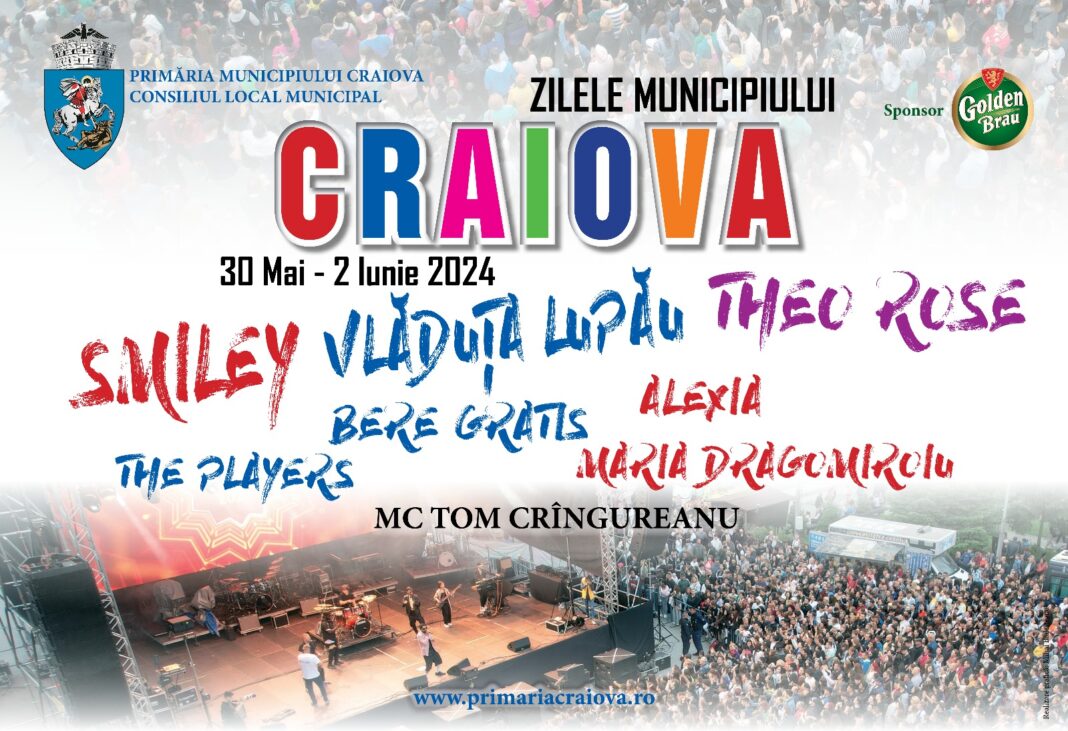 PRIMĂRIA MUNICIPIULUI CRAIOVA
CONSILIUL LOCAL MUNICIPAL
ZILELE MUNICIPIULUI
Sponsor
Golden
Brau
CRAIOVA
30 Mai - 2 Iunie 2024
SMILEY
VLĂDUȚA LUPĂU
THEO ROSE
ALEXIA
BERE GRATIS
THE PLAYERS
MARIA DRAGOMIROIU
MC TOM CRÎNGUREANU
www.primariacraiova.ro